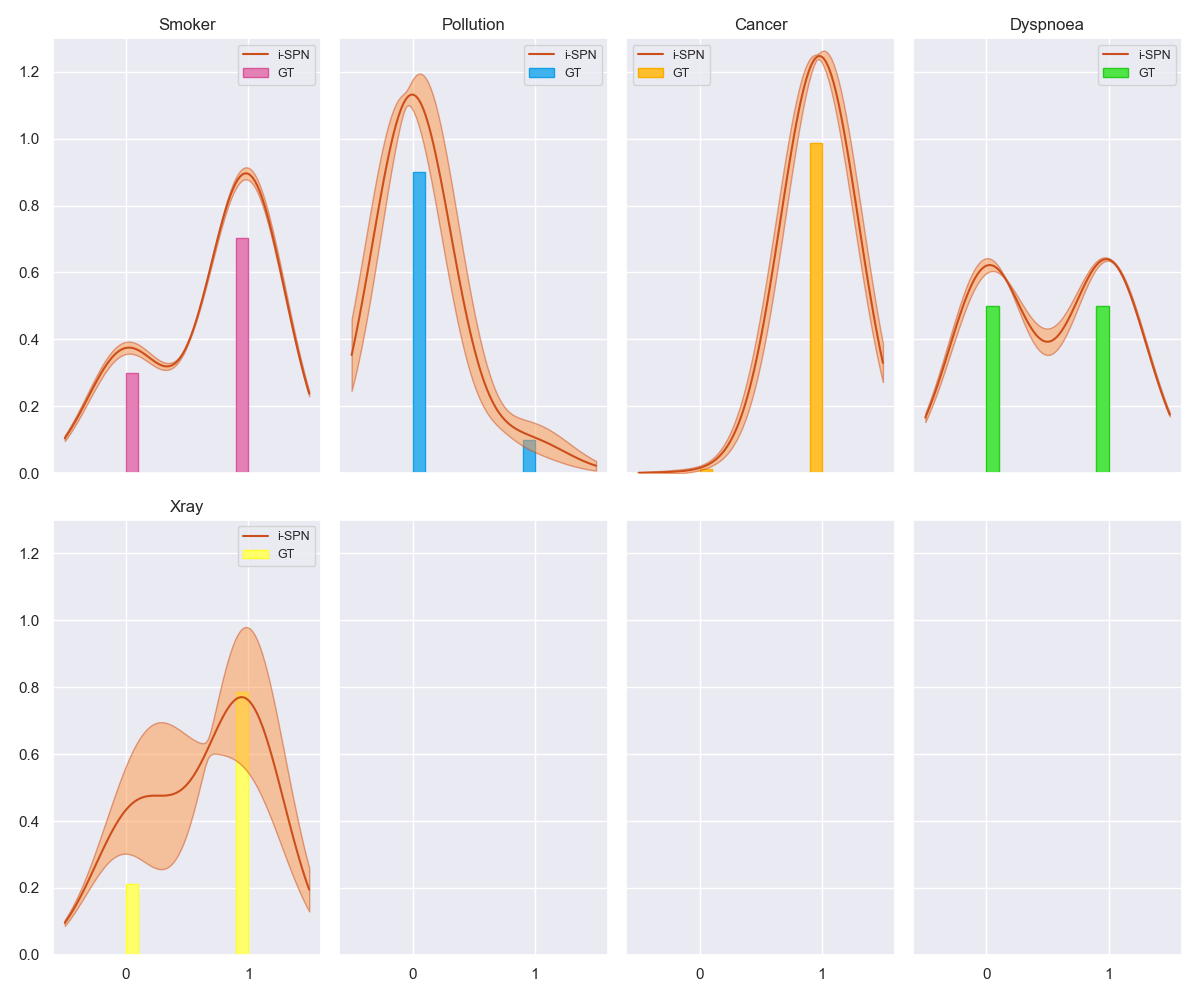 Smoker Pollution Cancer Dyspnoea
i-SPN i-SPN i-SPN i-SPN
GT GT GT GT
1.2
1.0
0.8
0.6
0.4
0.2
0.0
Xray
i-SPN
GT
1.2
1.0
0.8
0.6
0.4
0.2
0.0
0 1 0 1 0 1 0 1